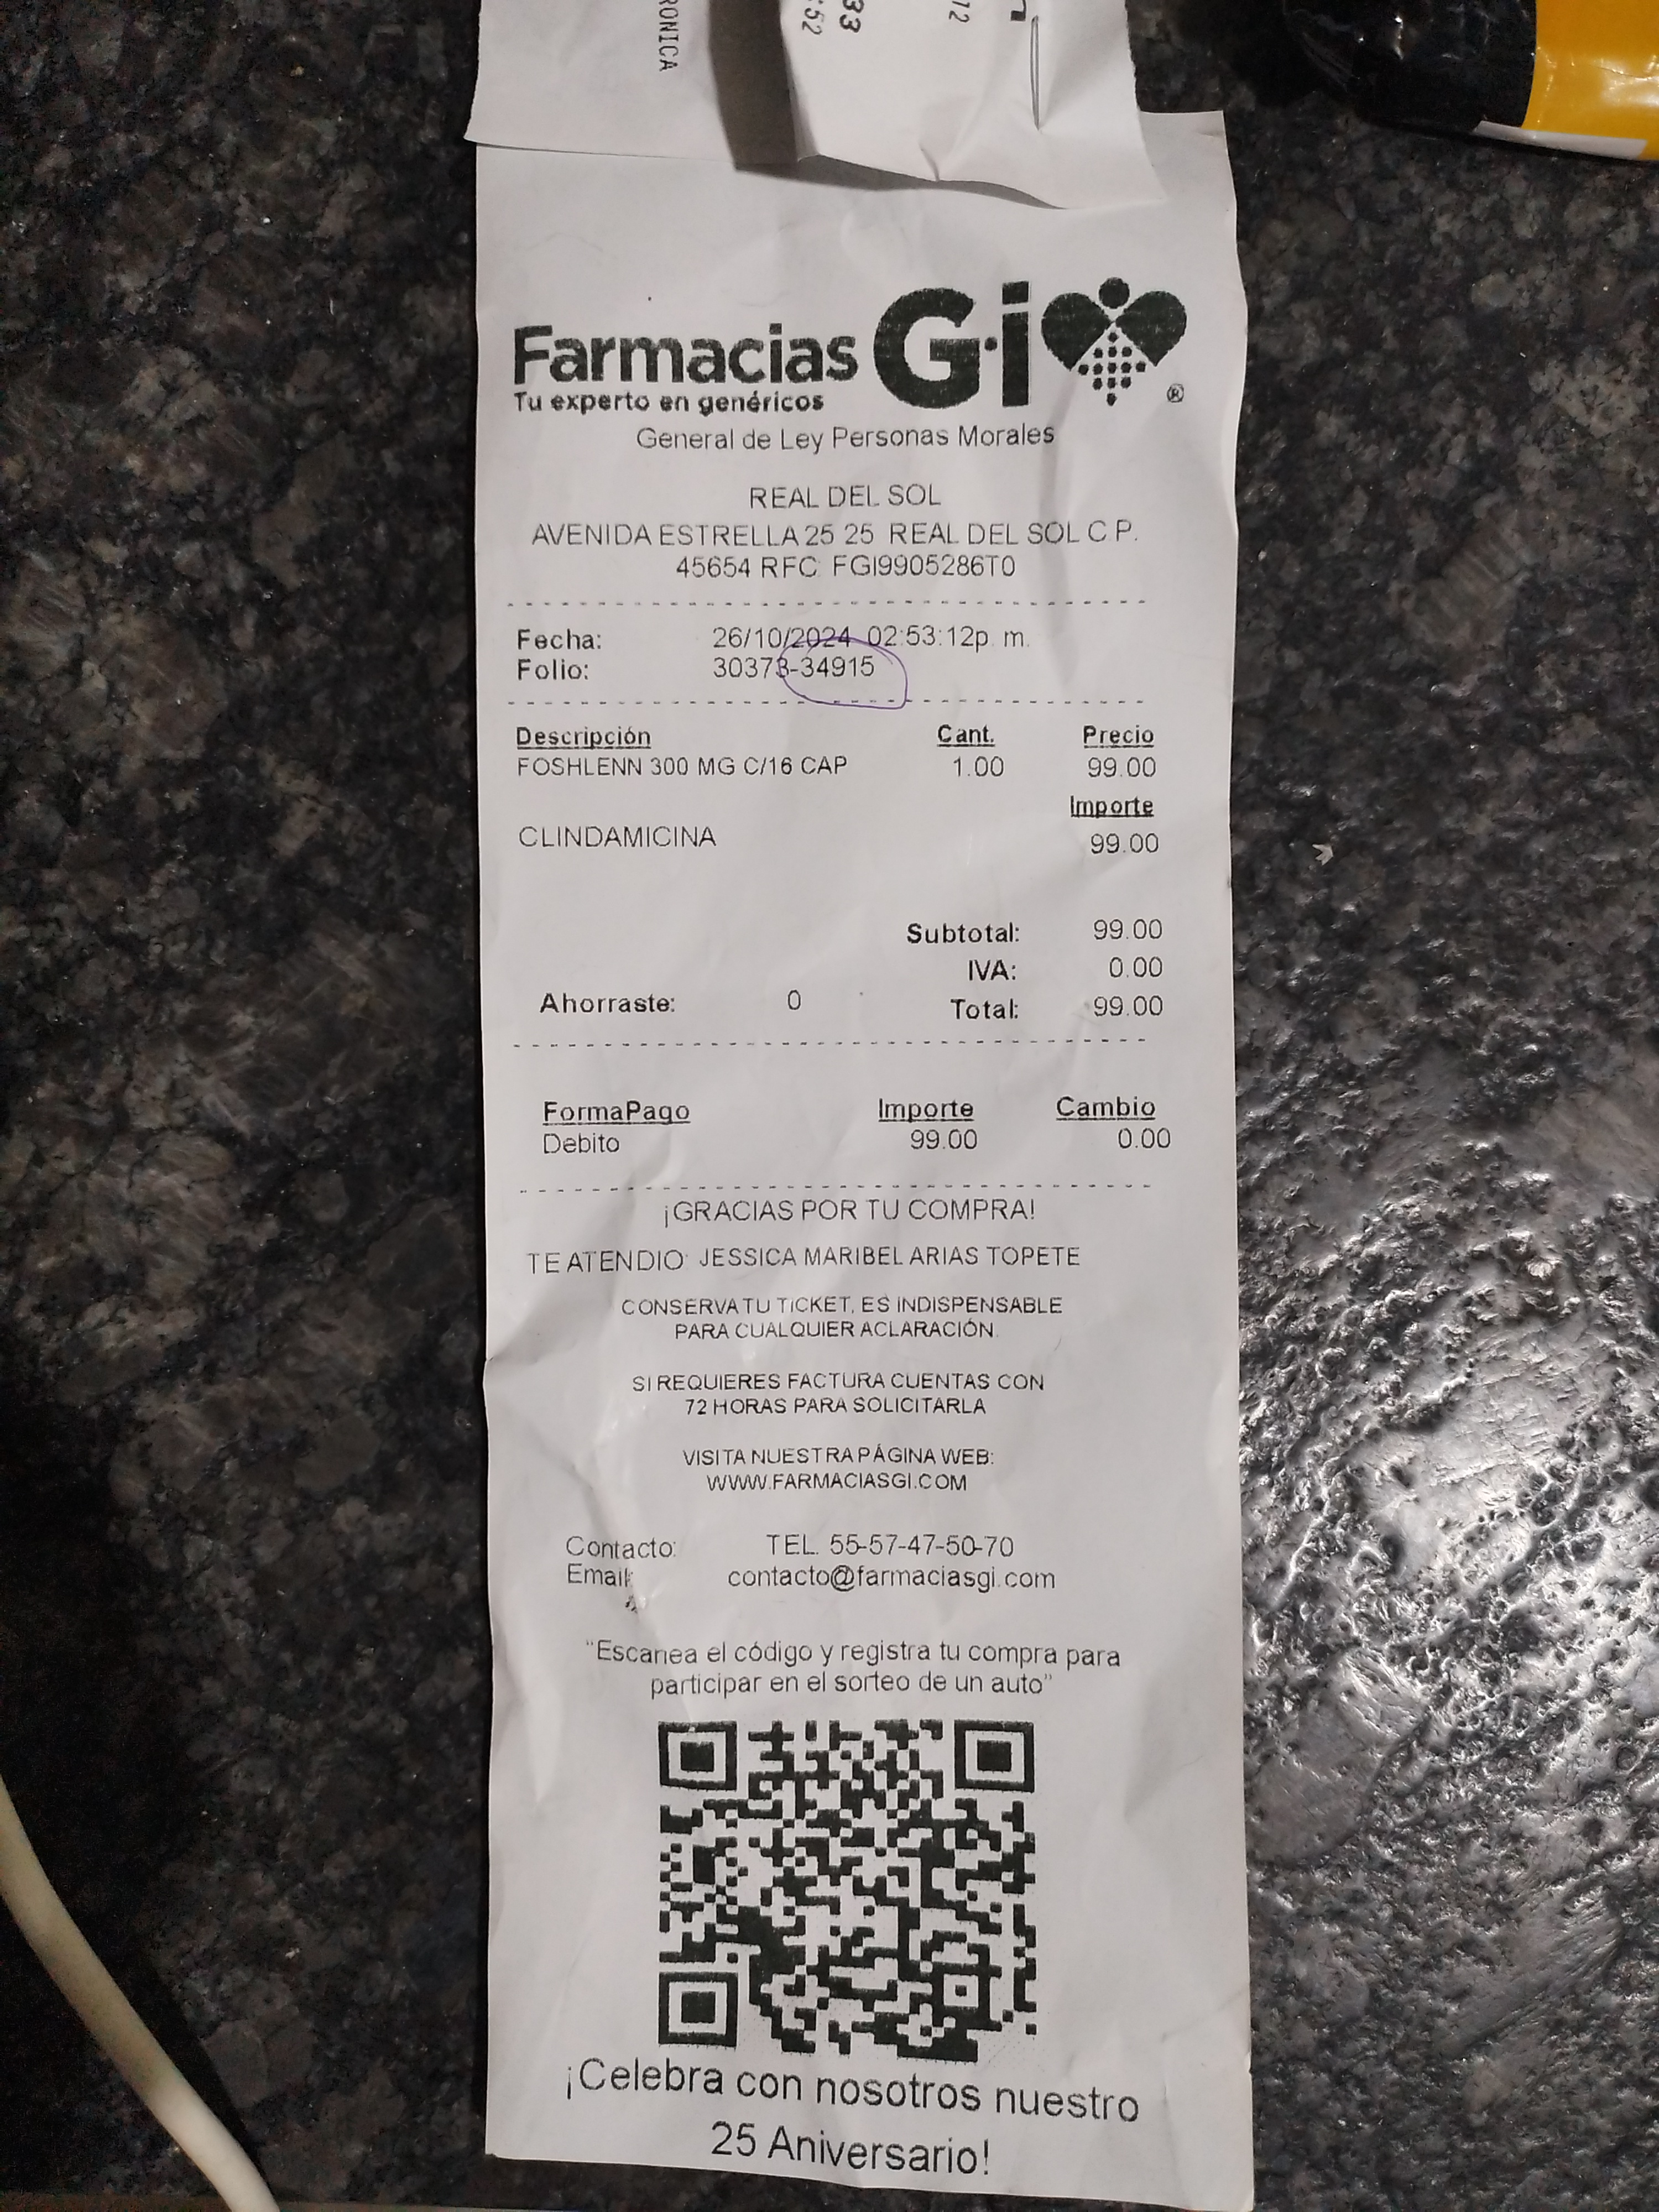 RONICA
:52
33
12
Farmacias Gi
Tu experto en genéricos
®
General de Ley Personas Morales
REAL DEL SOL
AVENIDA ESTRELLA 25 25 REAL DEL SOL C P.
45654 RFC: FGI9905286T0
Fecha: 26/10/2024 02:53:12p. m.
Folio: 30373-34915
Descripción Cant. Precio
FOSHLENN 300 MG C/16 CAP 1.00 99.00
Importe
CLINDAMICINA 99.00
Subtotal: 99.00
IVA: 0.00
Ahorraste: 0 Total: 99.00
FormaPago Importe Cambio
Debito 99.00 0.00
¡GRACIAS POR TU COMPRA!
TE ATENDIO: JESSICA MARIBEL ARIAS TOPETE
CONSERVA TU TICKET, ES INDISPENSABLE
PARA CUALQUIER ACLARACIÓN.
SI REQUIERES FACTURA CUENTAS CON
72 HORAS PARA SOLICITARLA
VISITA NUESTRA PÁGINA WEB:
WWW.FARMACIASGI.COM
Contacto: TEL. 55-57-47-50-70
Email: contacto@farmaciasgi.com
"Escanea el código y registra tu compra para
participar en el sorteo de un auto"
¡Celebra con nosotros nuestro
25 Aniversario!